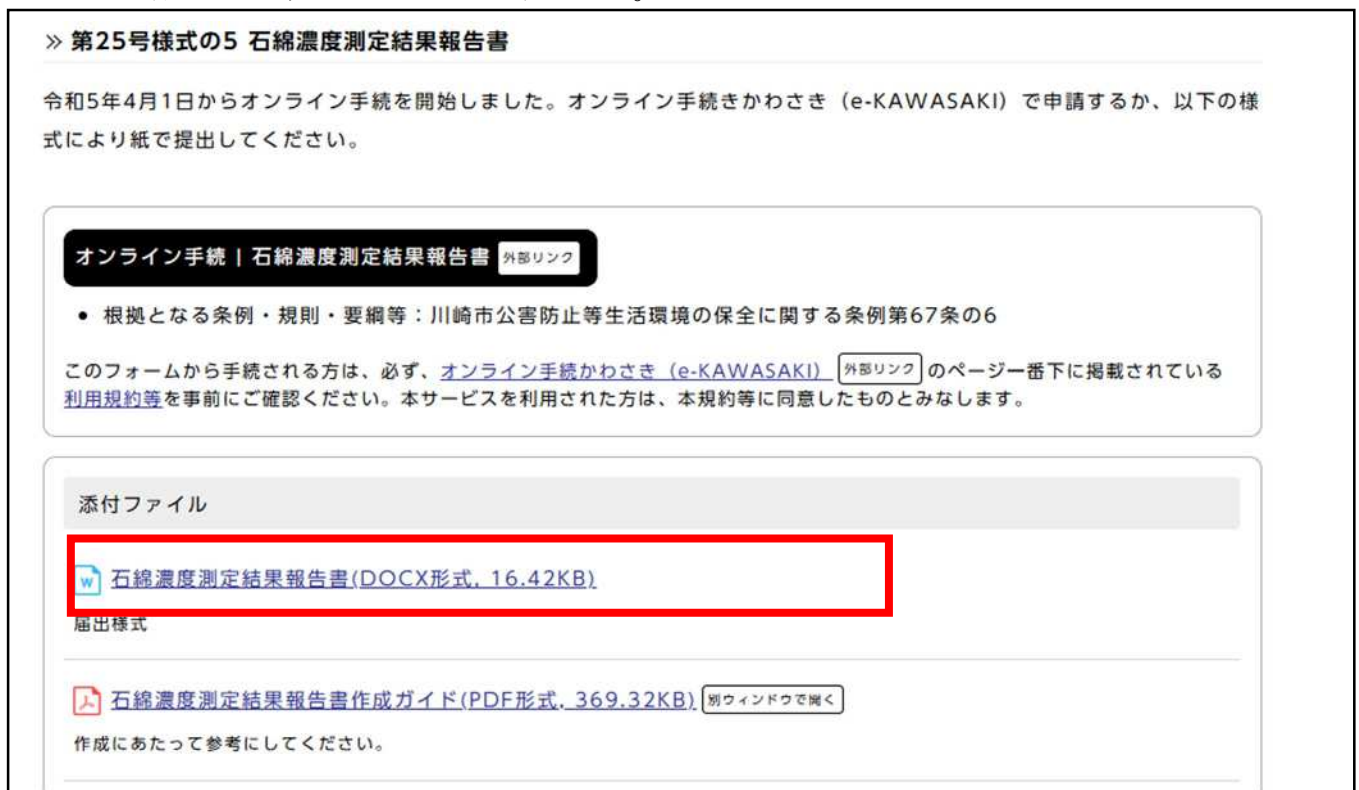 » 第25号様式の5 石綿濃度測定結果報告書
令和5年4月1日からオンライン手続を開始しました。オンライン手続きかわさき（e-KAWASAKI）で申請するか、以下の様
式により紙で提出してください。
オンライン手続 | 石綿濃度測定結果報告書 外部リンク
• 根拠となる条例・規則・要綱等：川崎市公害防止等生活環境の保全に関する条例第67条の6
このフォームから手続される方は、必ず、オンライン手続かわさき（e-KAWASAKI） 外部リンク のページ一番下に掲載されている
利用規約等を事前にご確認ください。本サービスを利用された方は、本規約等に同意したものとみなします。
添付ファイル
石綿濃度測定結果報告書(DOCX形式, 16.42KB)
届出様式
石綿濃度測定結果報告書作成ガイド(PDF形式, 369.32KB) 別ウィンドウで開く
作成にあたって参考にしてください。